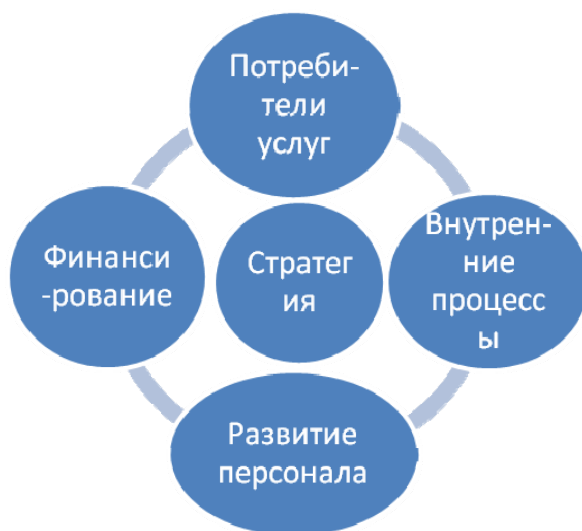 Потреби-
тели
услуг
Финанси
-рование
Стратег
ия
Внутрен-
ние
процесс
ы
Развитие
персонала